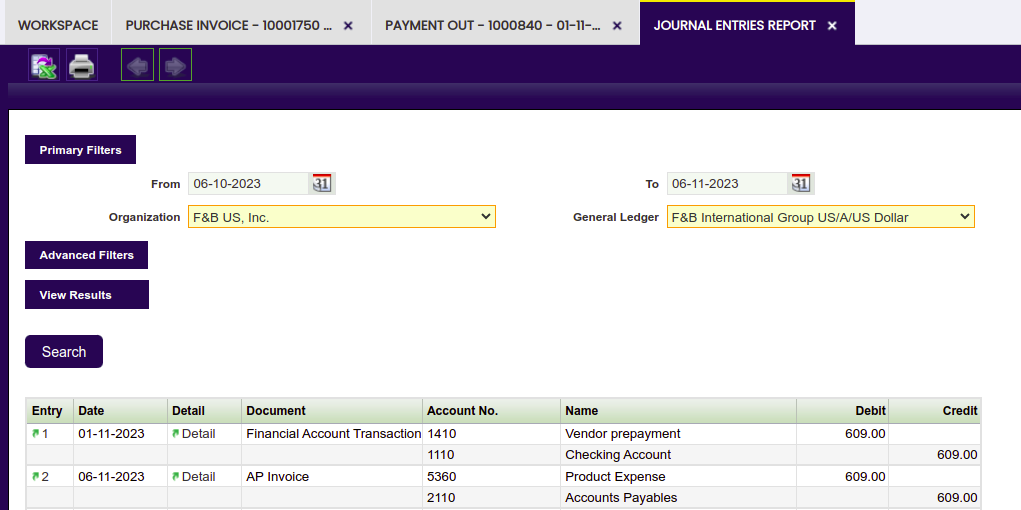 WORKSPACE PURCHASE INVOICE - 10001750 ... × PAYMENT OUT - 1000840 - 01-11-... × JOURNAL ENTRIES REPORT ×
Primary Filters
From 06-10-2023 31 To 06-11-2023 31
Organization F&B US, Inc. General Ledger F&B International Group US/A/US Dollar
Advanced Filters
View Results
Search
Entry Date Detail Document Account No. Name Debit Credit
1 01-11-2023 Detail Financial Account Transaction 1410 Vendor prepayment 609.00
1110 Checking Account 609.00
2 06-11-2023 Detail AP Invoice 5360 Product Expense 609.00
2110 Accounts Payables 609.00